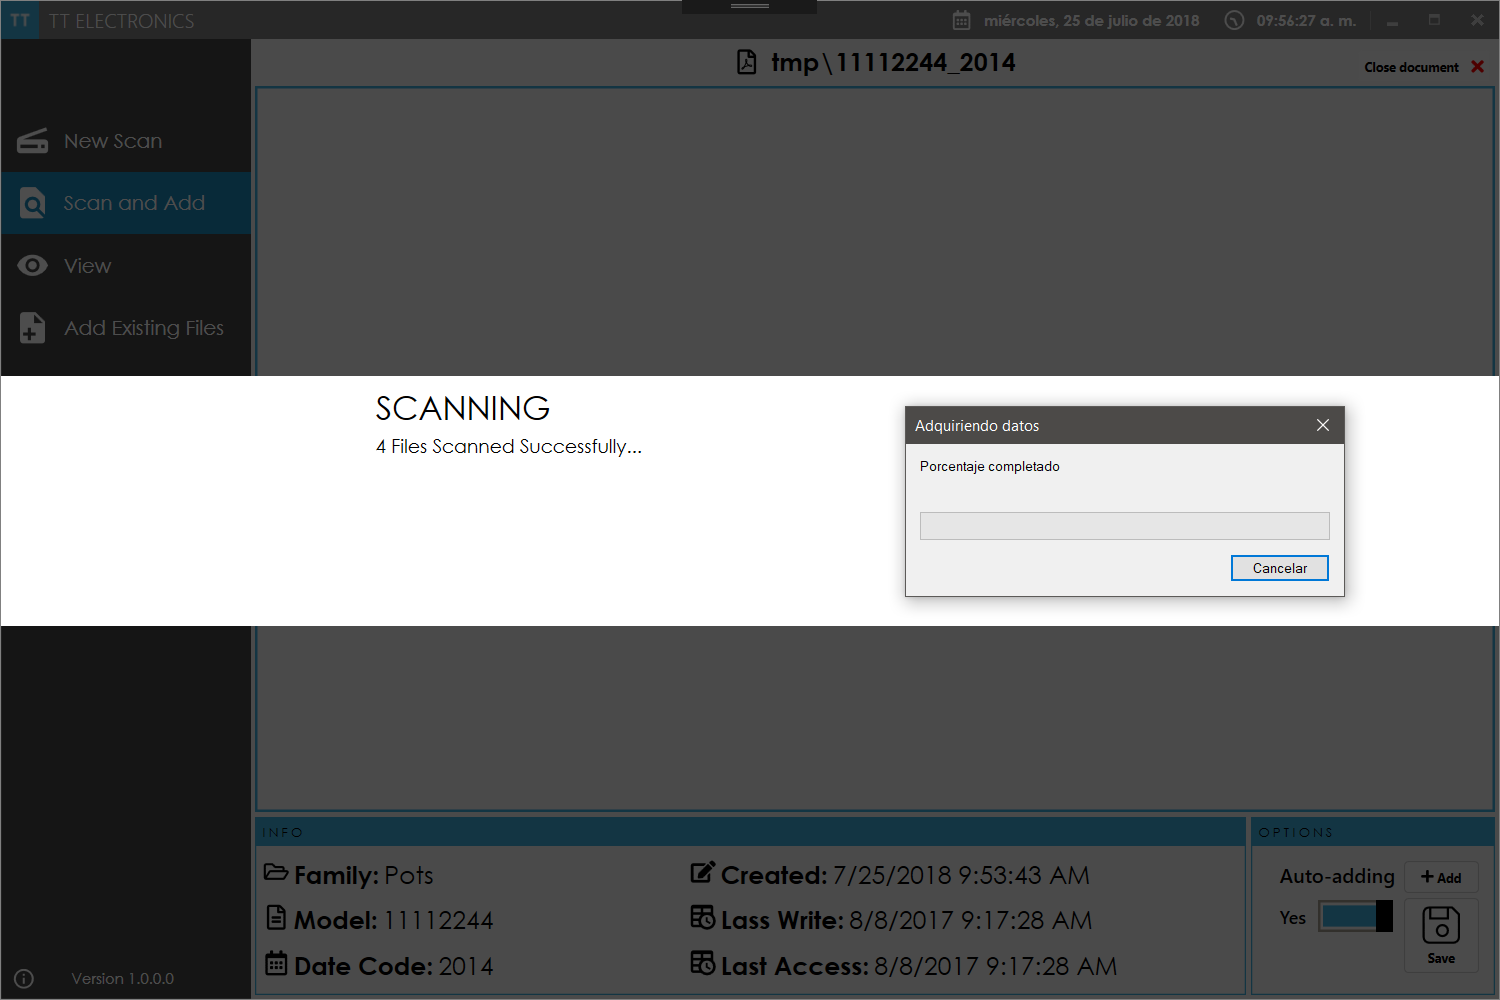 TT TT ELECTRONICS
miércoles, 25 de julio de 2018 09:56:27 a. m.
tmp\11112244_2014
Close document
New Scan
Scan and Add
View
Add Existing Files
SCANNING
4 Files Scanned Successfully...
Adquiriendo datos
Porcentaje completado
Cancelar
INFO
Family: Pots
Created: 7/25/2018 9:53:43 AM
Model: 11112244
Lass Write: 8/8/2017 9:17:28 AM
Date Code: 2014
Last Access: 8/8/2017 9:17:28 AM
OPTIONS
Auto-adding
Add
Yes
Save
Version 1.0.0.0